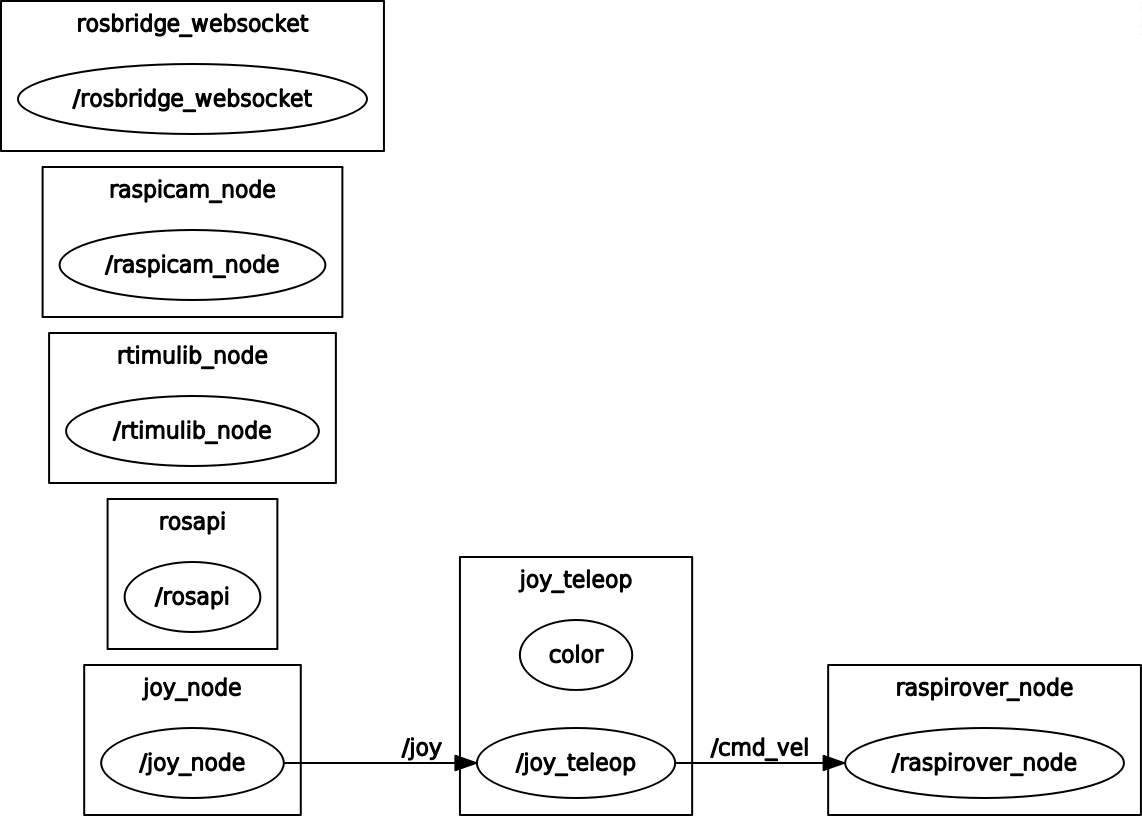 rosbridge_websocket
/rosbridge_websocket
raspicam_node
/raspicam_node
rtimulib_node
/rtimulib_node
rosapi
/rosapi
joy_node
/joy_node
/joy
joy_teleop
color
/joy_teleop
/cmd_vel
raspirover_node
/raspirover_node